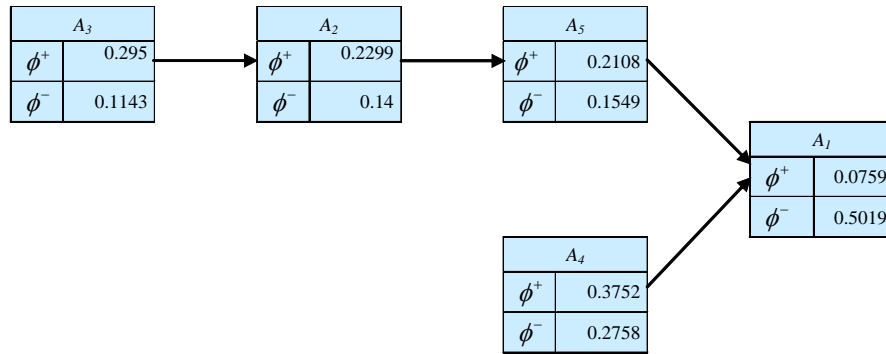 A3
ϕ+ 0.295
ϕ− 0.1143
A2
ϕ+ 0.2299
ϕ− 0.14
A5
ϕ+ 0.2108
ϕ− 0.1549
A1
ϕ+ 0.0759
ϕ− 0.5019
A4
ϕ+ 0.3752
ϕ− 0.2758